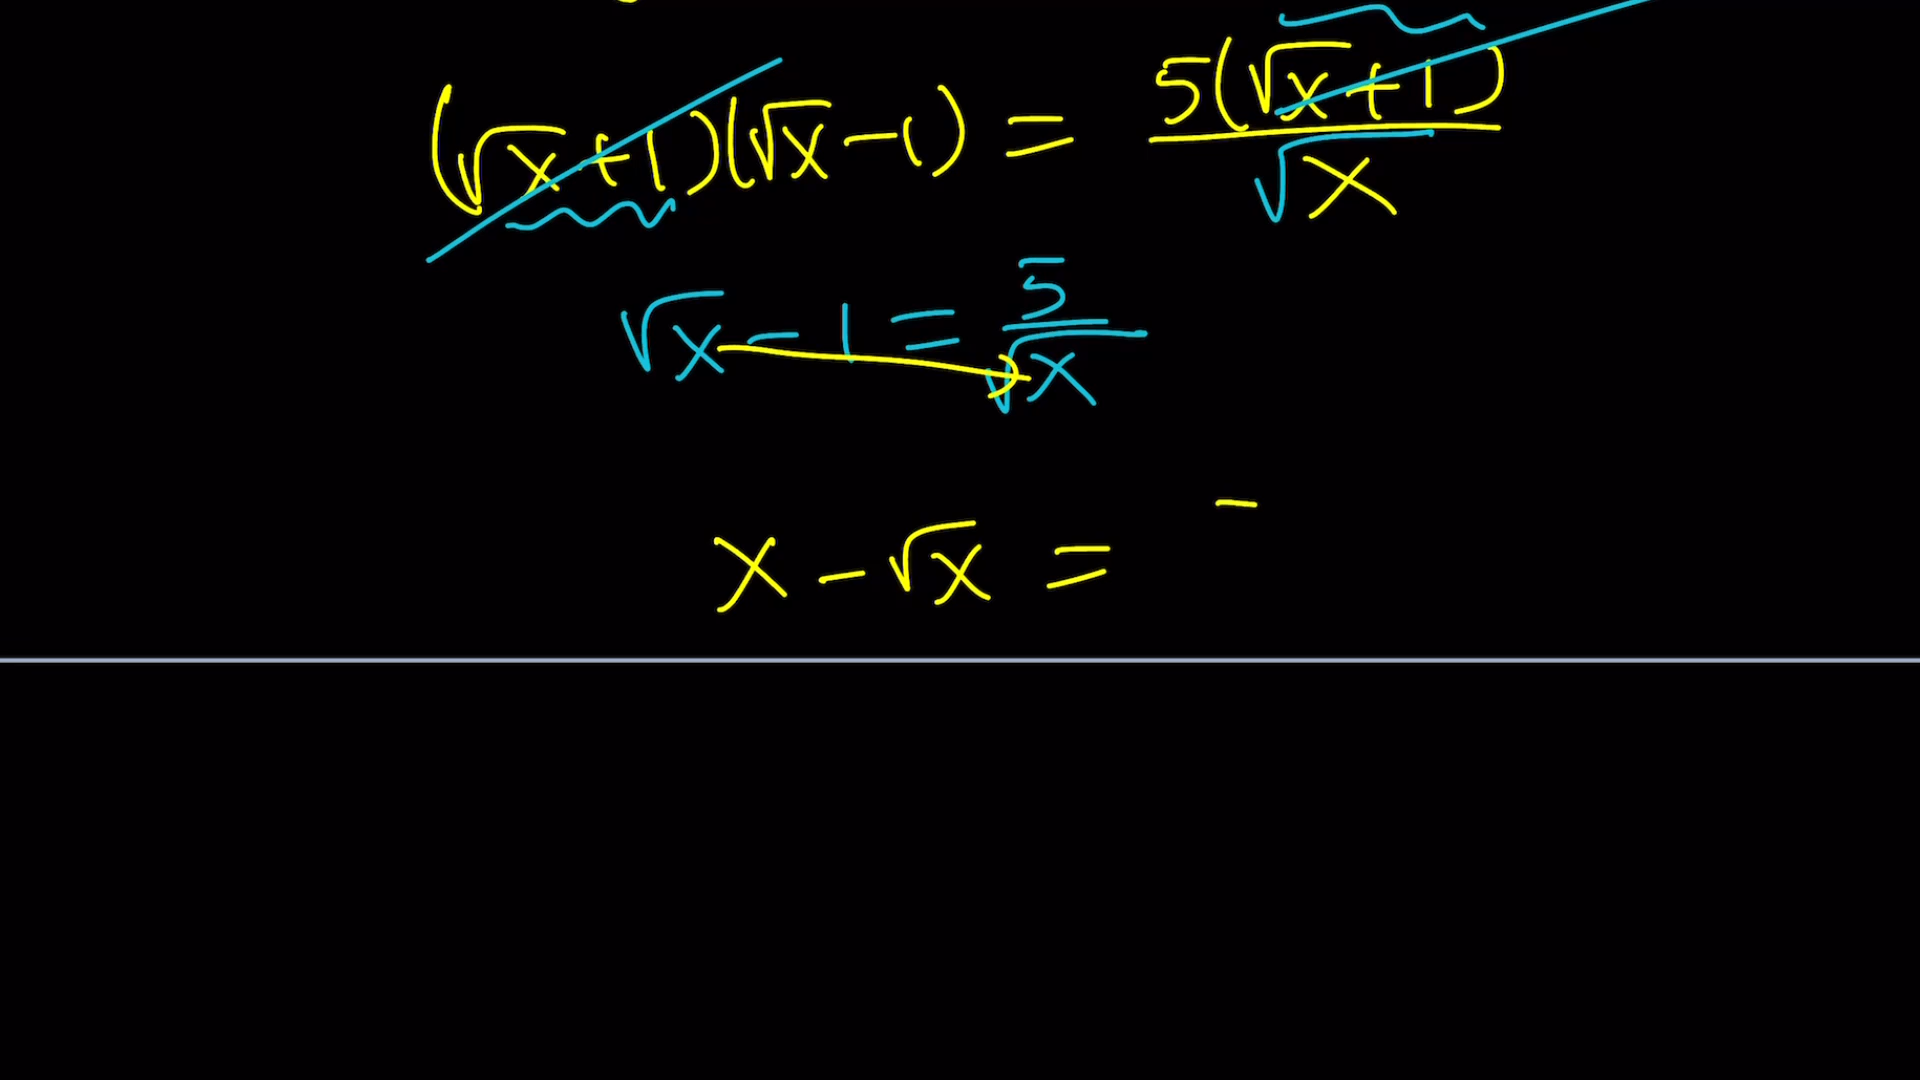 (√x+1)(√x-1) = 5(√x+1)/√x
√x-1 = 5/√x
x-√x =